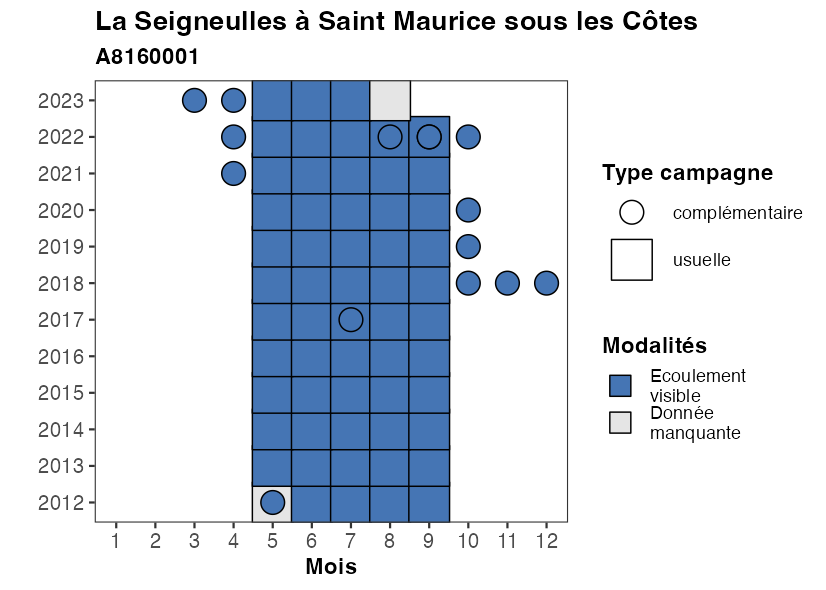 La Seigneulles à Saint Maurice sous les Côtes
A8160001
2023
2022
2021
2020
2019
2018
2017
2016
2015
2014
2013
2012
1 2 3 4 5 6 7 8 9 10 11 12
Mois
Type campagne
complémentaire
usuelle
Modalités
Ecoulement
visible
Donnée
manquante